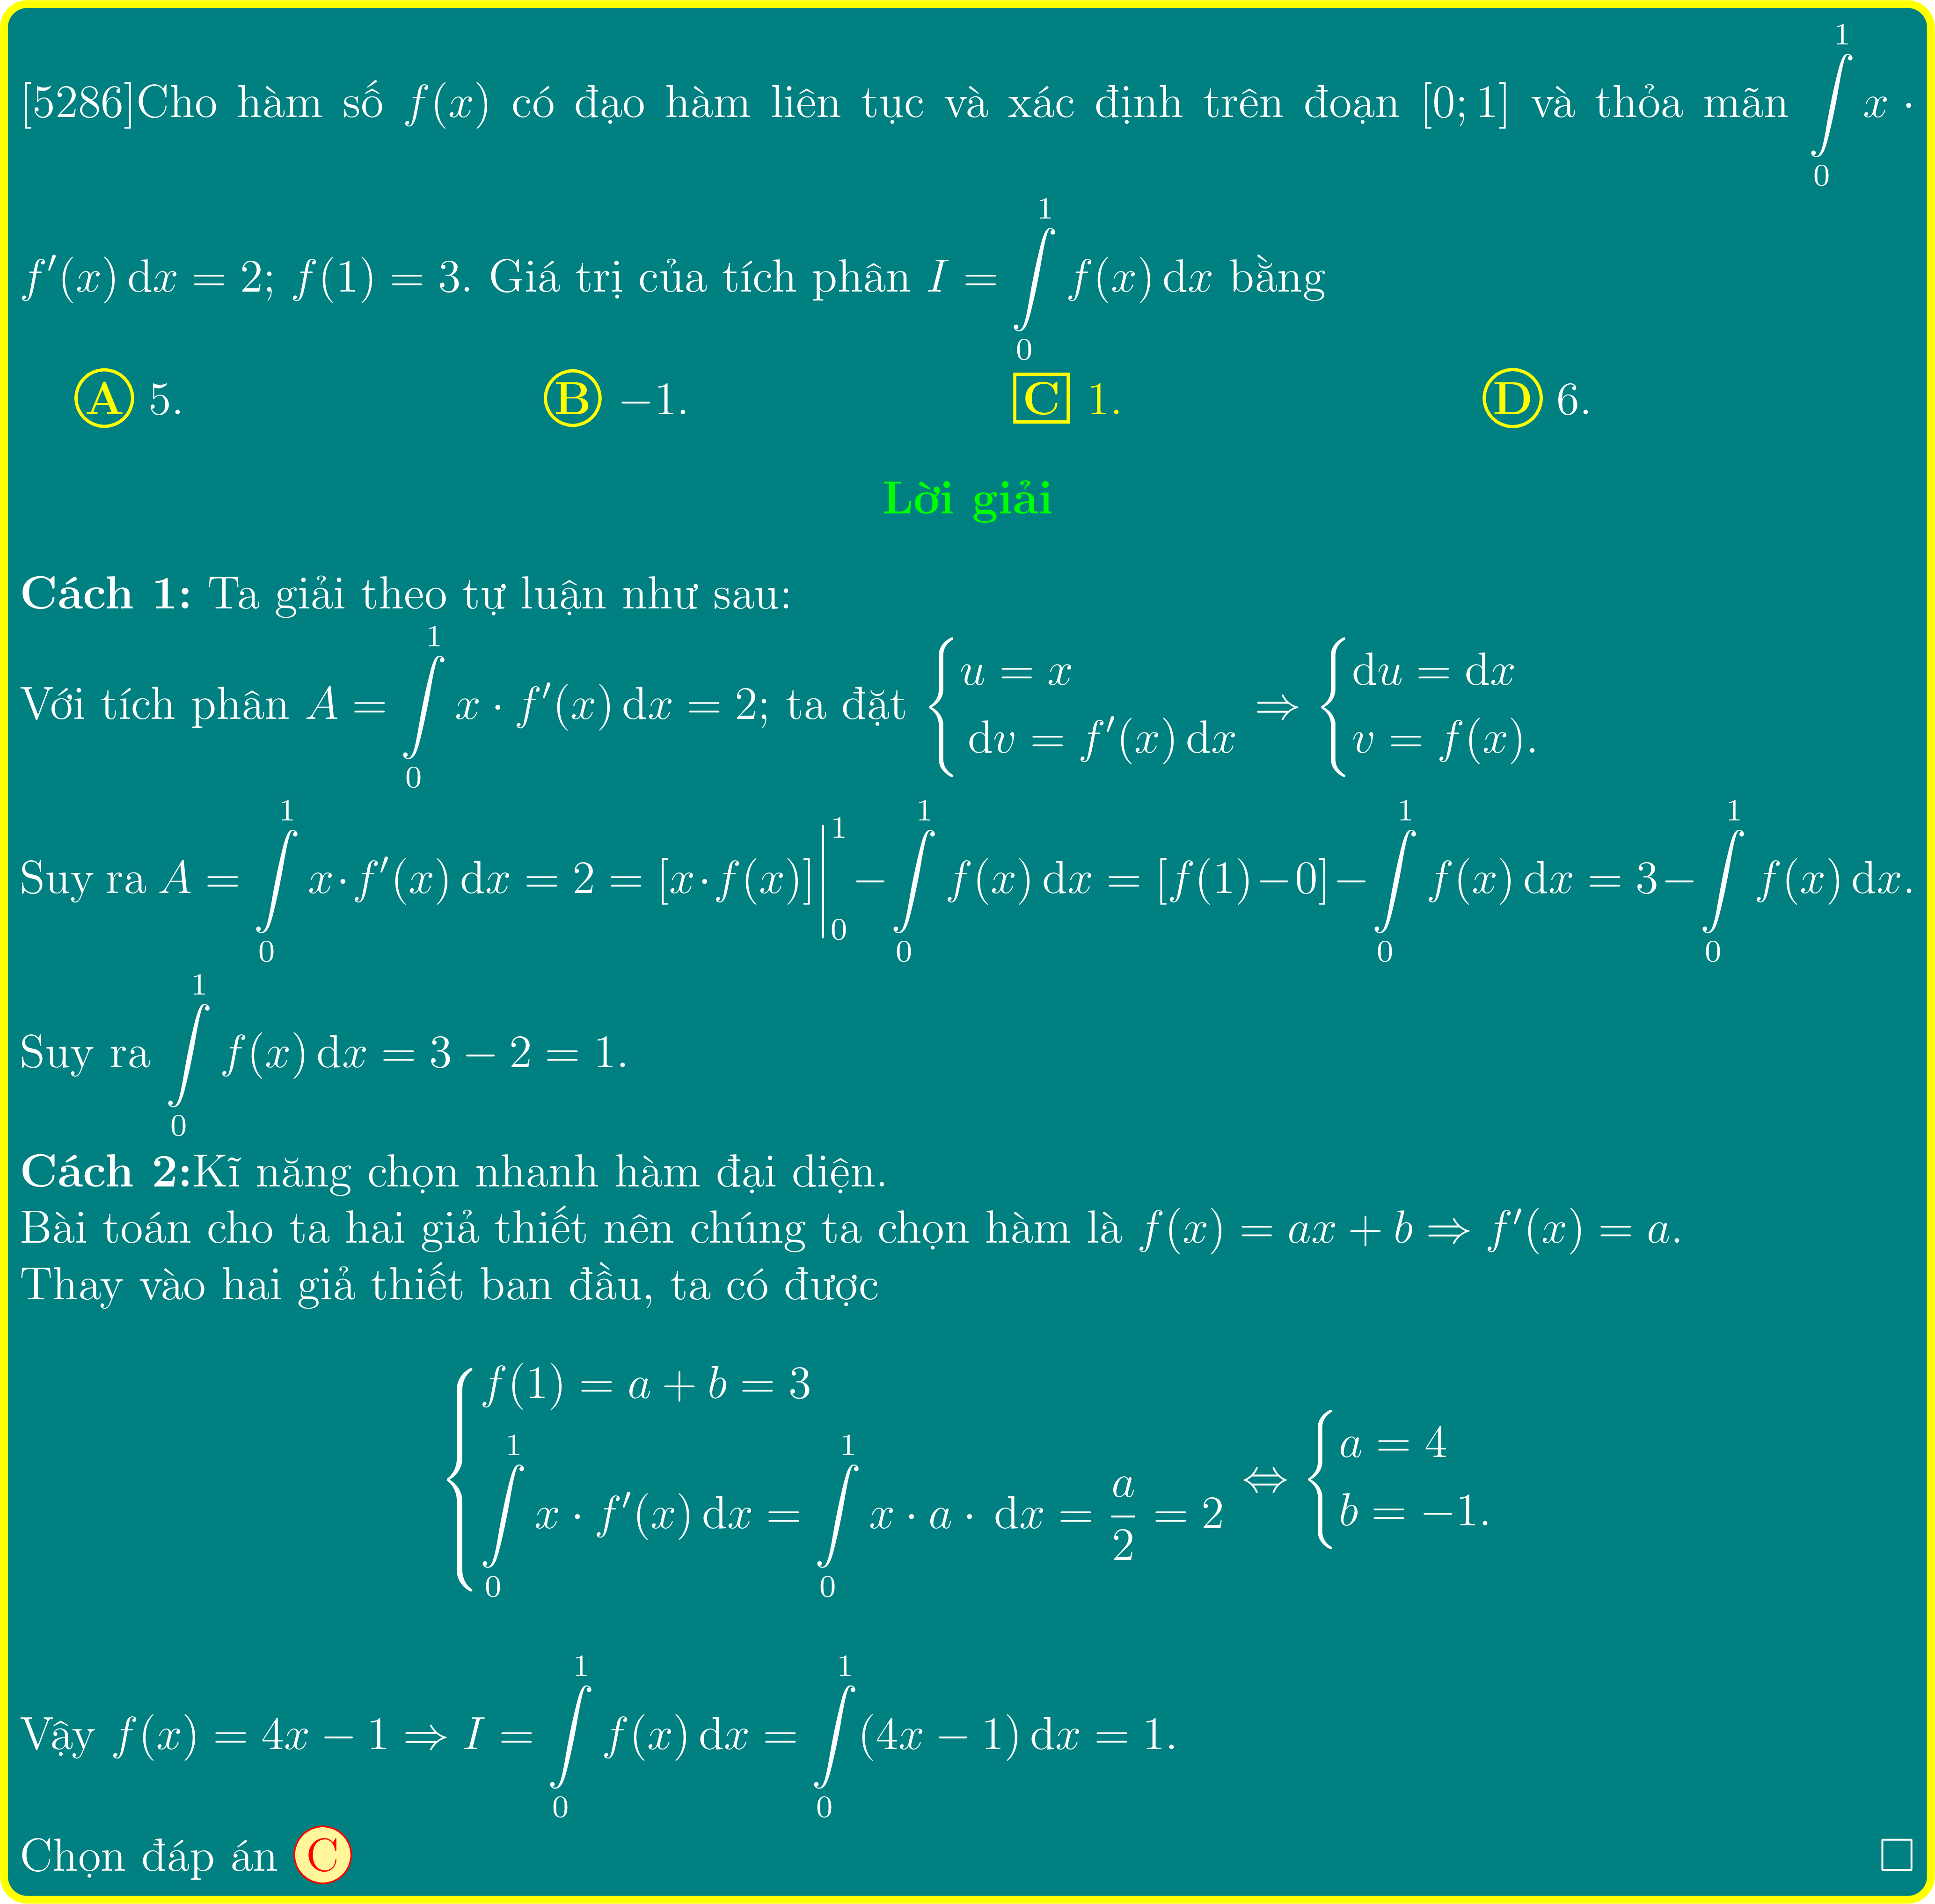 [5286]Cho hàm số $f(x)$ có đạo hàm liên tục và xác định trên đoạn $[0; 1]$ và thỏa mãn $\int\limits_0^1 x \cdot$
$f'(x)\,\mathrm{d}x = 2$; $f(1) = 3$. Giá trị của tích phân $I = \int\limits_0^1 f(x)\,\mathrm{d}x$ bằng
A 5. B −1. C 1. D 6.
Lời giải
Cách 1: Ta giải theo tự luận như sau:
Với tích phân $A = \int\limits_0^1 x \cdot f'(x)\,\mathrm{d}x = 2$; ta đặt $\begin{cases} u = x \\ \mathrm{d}v = f'(x)\,\mathrm{d}x \end{cases} \Rightarrow \begin{cases} \mathrm{d}u = \mathrm{d}x \\ v = f(x). \end{cases}$
Suy ra $A = \int\limits_0^1 x \cdot f'(x)\,\mathrm{d}x = 2 = [x \cdot f(x)]\Big|_0^1 - \int\limits_0^1 f(x)\,\mathrm{d}x = [f(1) - 0] - \int\limits_0^1 f(x)\,\mathrm{d}x = 3 - \int\limits_0^1 f(x)\,\mathrm{d}x.$
Suy ra $\int\limits_0^1 f(x)\,\mathrm{d}x = 3 - 2 = 1.$
Cách 2:Kĩ năng chọn nhanh hàm đại diện.
Bài toán cho ta hai giả thiết nên chúng ta chọn hàm là $f(x) = ax + b \Rightarrow f'(x) = a.$
Thay vào hai giả thiết ban đầu, ta có được
$\begin{cases} f(1) = a + b = 3 \\ \int\limits_0^1 x \cdot f'(x)\,\mathrm{d}x = \int\limits_0^1 x \cdot a \cdot \mathrm{d}x = \dfrac{a}{2} = 2 \end{cases} \Leftrightarrow \begin{cases} a = 4 \\ b = -1. \end{cases}$
Vậy $f(x) = 4x - 1 \Rightarrow I = \int\limits_0^1 f(x)\,\mathrm{d}x = \int\limits_0^1 (4x - 1)\,\mathrm{d}x = 1.$
Chọn đáp án C □